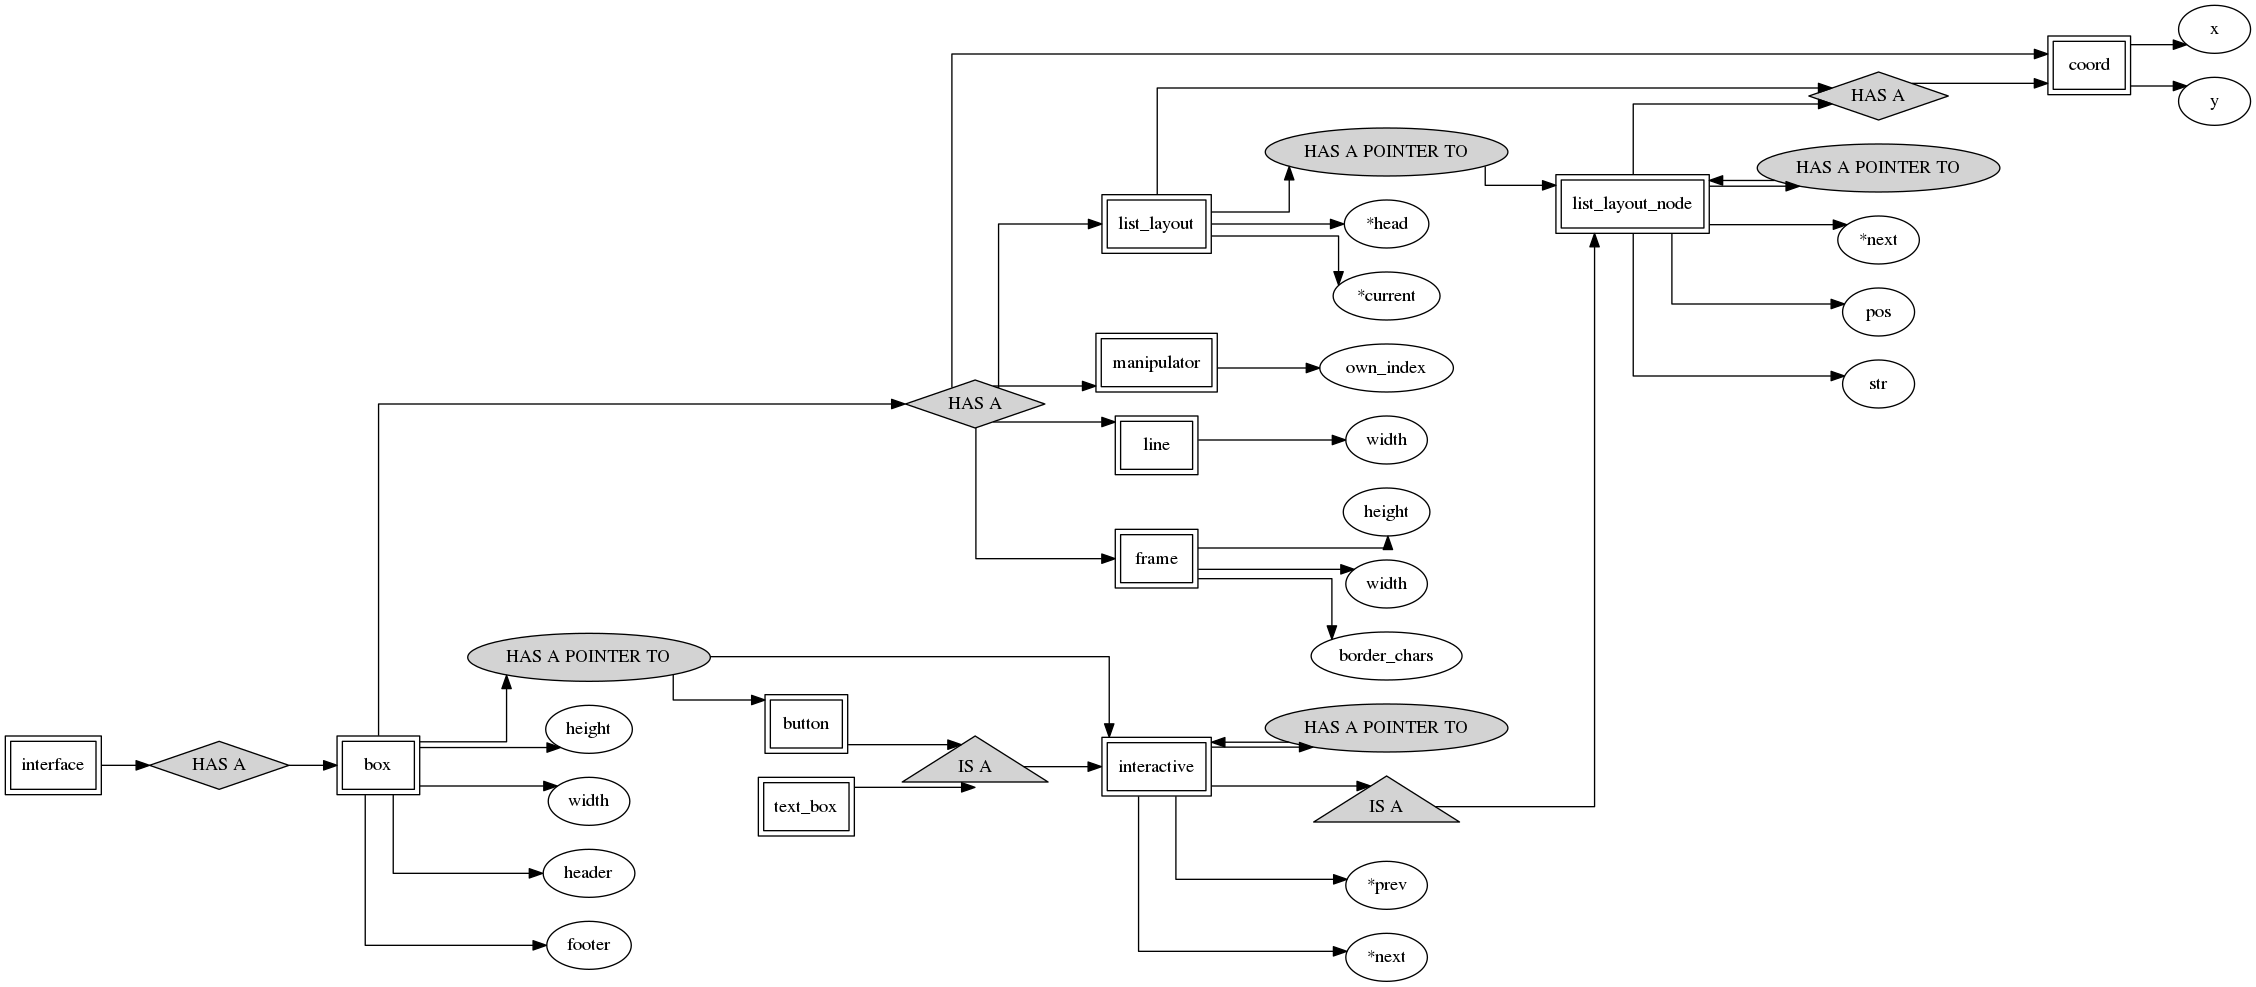 x
coord
HAS A
y
HAS A POINTER TO
HAS A POINTER TO
list_layout_node
list_layout
*head
*next
*current
pos
manipulator
own_index
str
HAS A
line
width
height
frame
width
HAS A POINTER TO
border_chars
button
height
HAS A POINTER TO
interface
HAS A
box
IS A
interactive
width
text_box
IS A
header
*prev
footer
*next